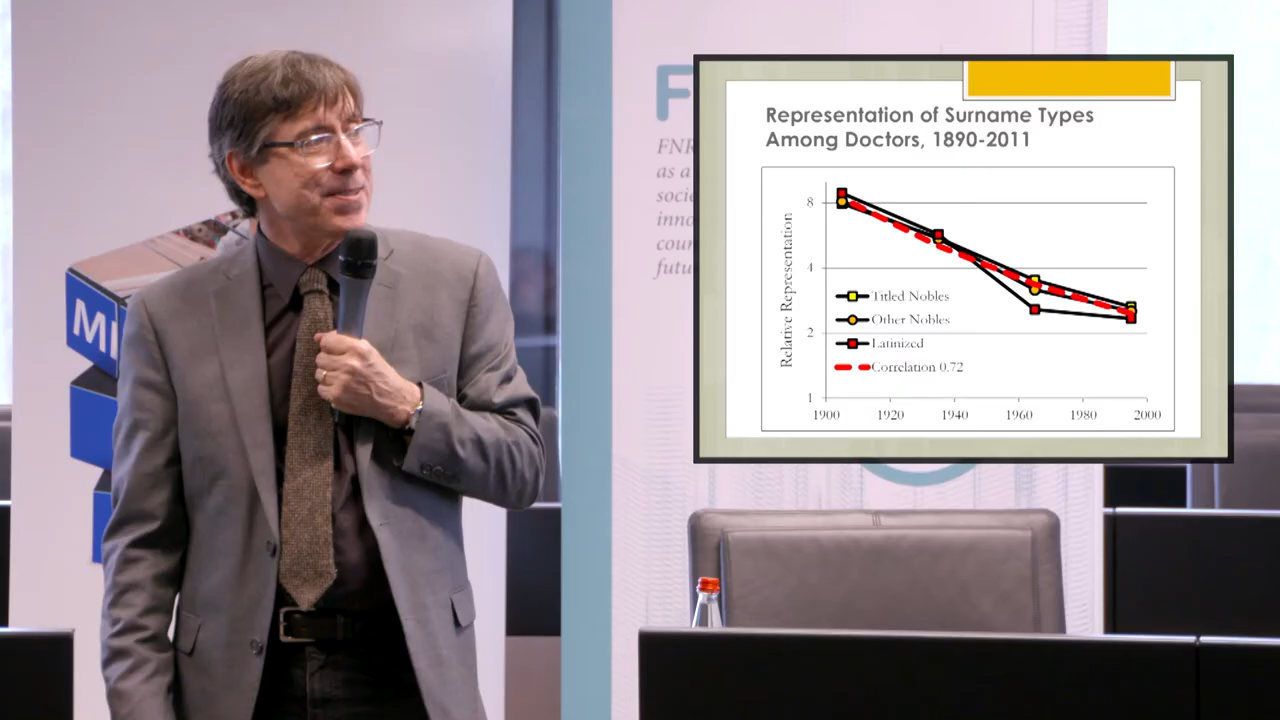 MI
F
FNR
as a
socie
inno
coun
futu
Representation of Surname Types
Among Doctors, 1890-2011
Relative Representation
8
4
2
1
Titled Nobles
Other Nobles
Latinized
Correlation 0.72
1900 1920 1940 1960 1980 2000